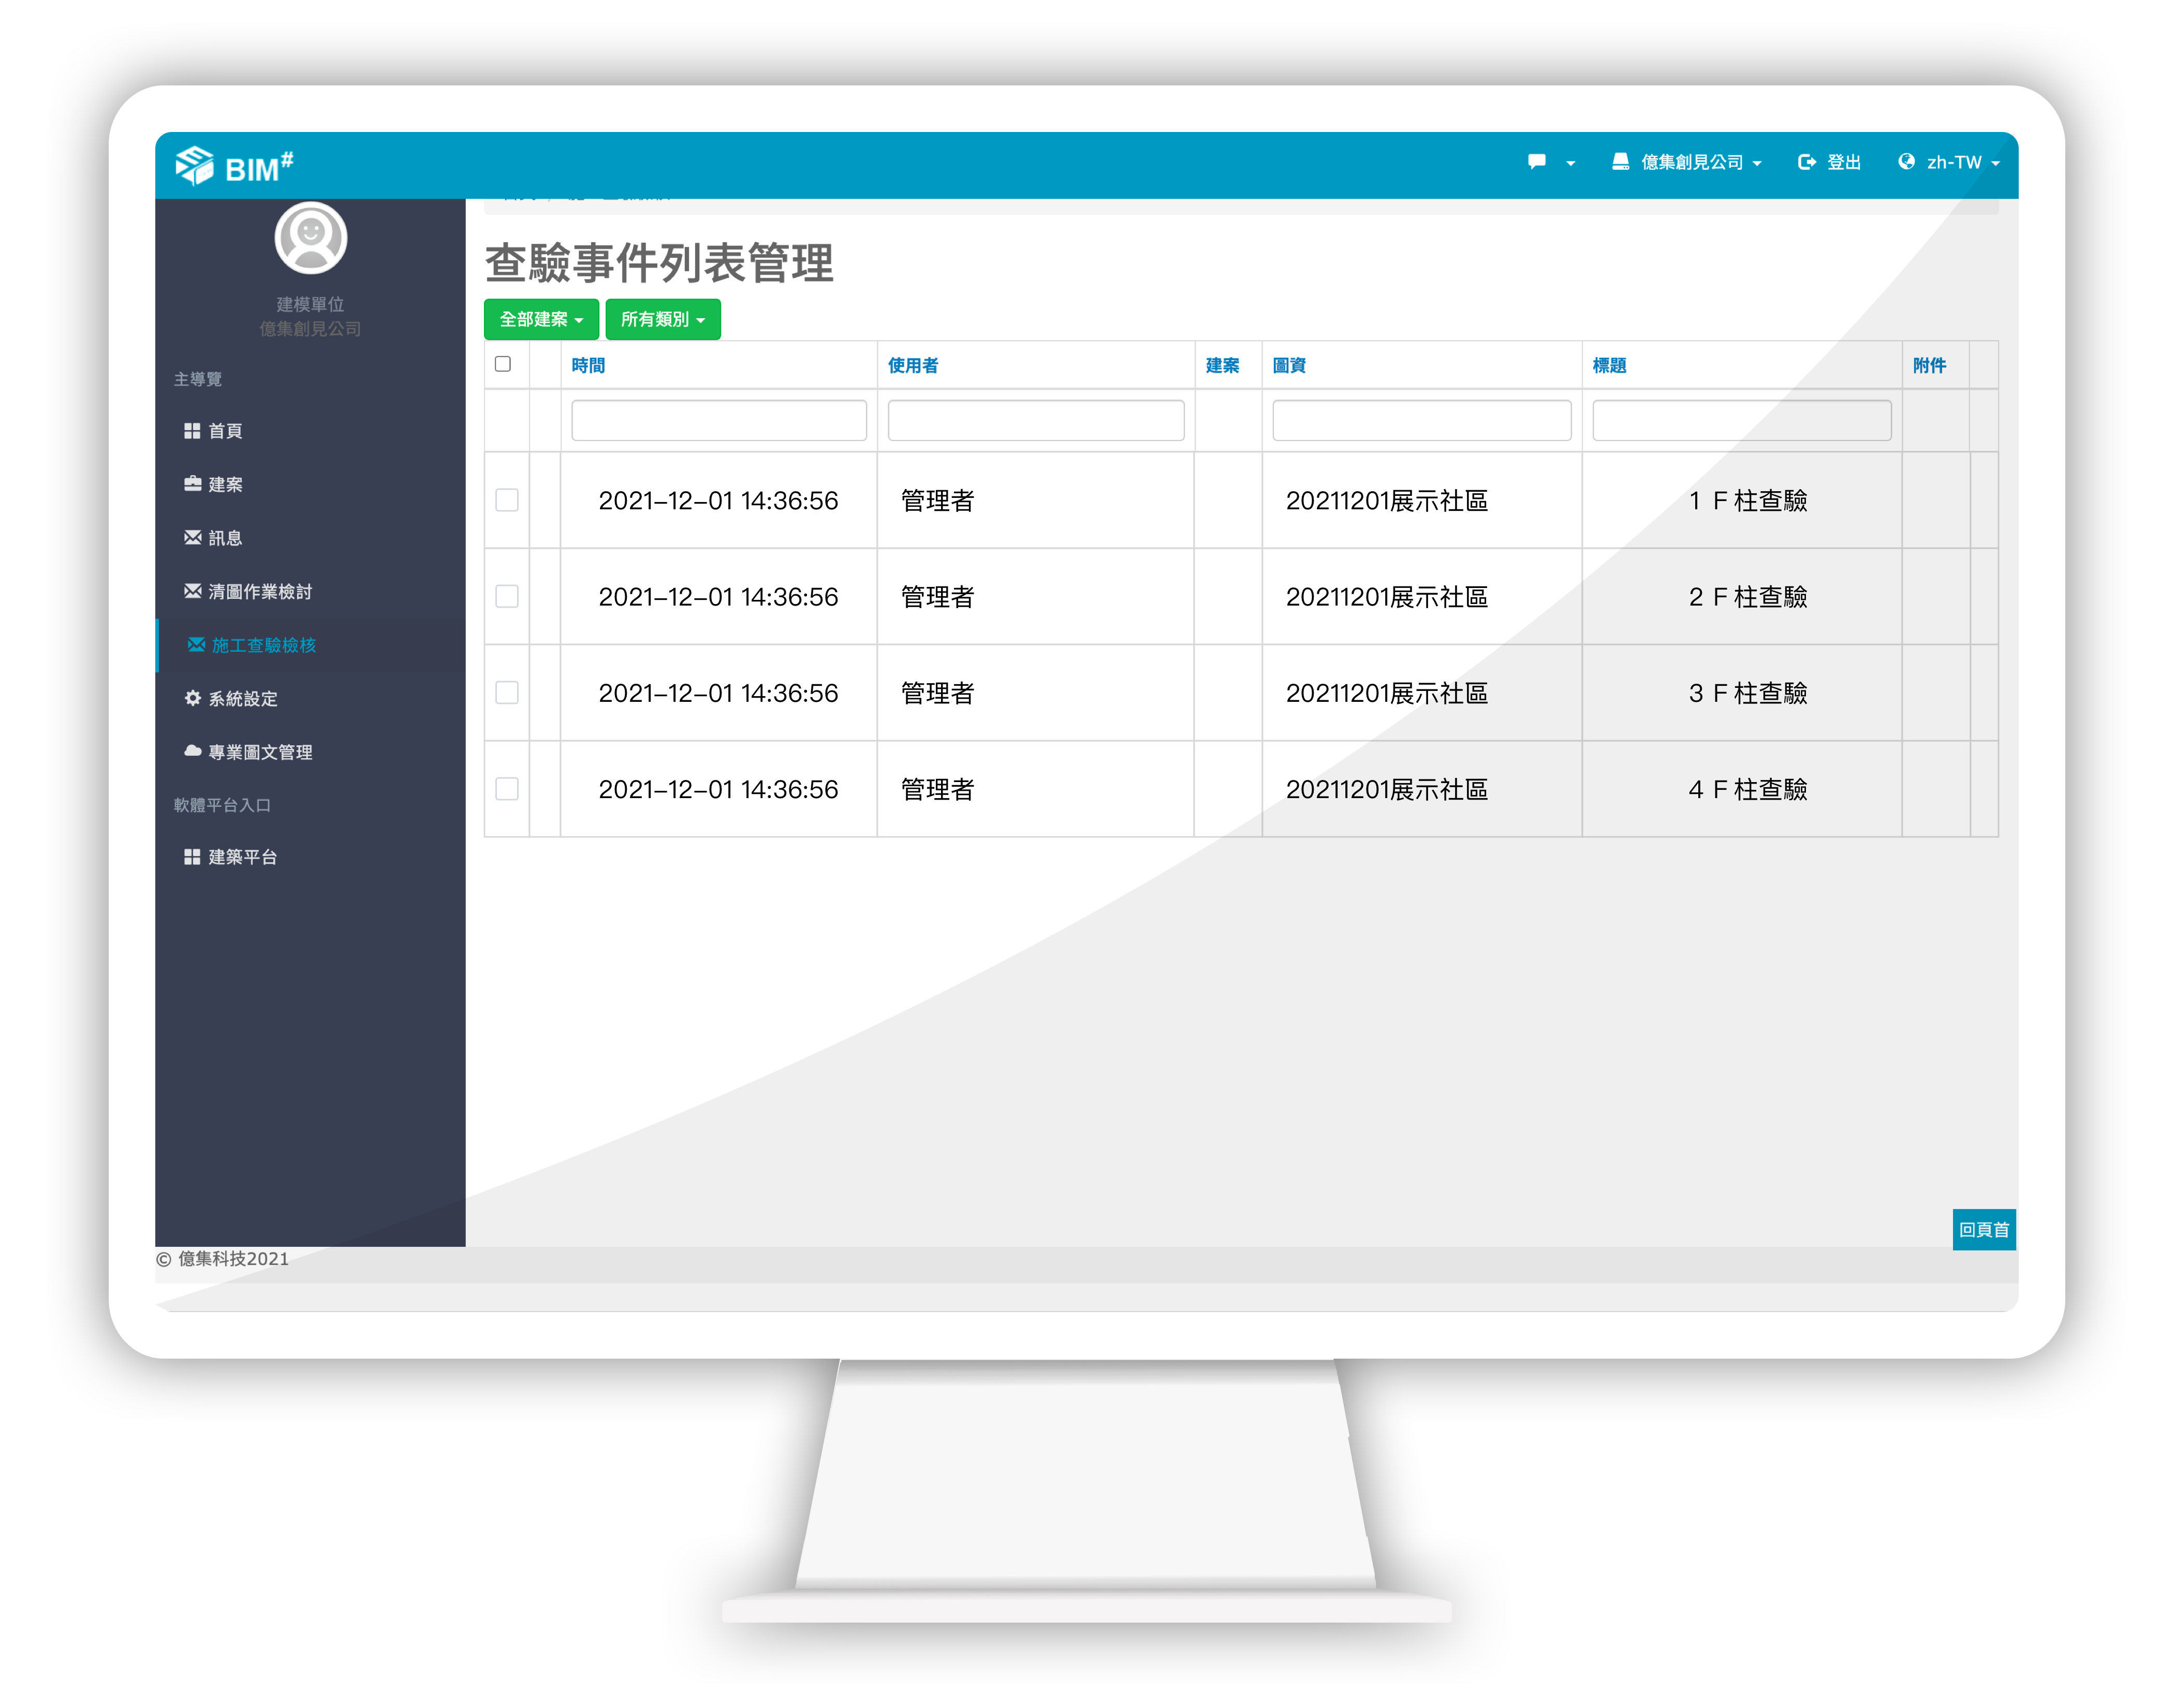 BIM#
億集創見公司
登出
zh-TW
建模單位
億集創見公司
主導覽
首頁
建案
訊息
清圖作業檢討
施工查驗檢核
系統設定
專業圖文管理
軟體平台入口
建築平台
查驗事件列表管理
全部建案 所有類別
時間 使用者 建案 圖資 標題 附件
2021–12–01 14:36:56 管理者 20211201展示社區 1 F 柱查驗
2021–12–01 14:36:56 管理者 20211201展示社區 2 F 柱查驗
2021–12–01 14:36:56 管理者 20211201展示社區 3 F 柱查驗
2021–12–01 14:36:56 管理者 20211201展示社區 4 F 柱查驗
回頁首
© 億集科技2021